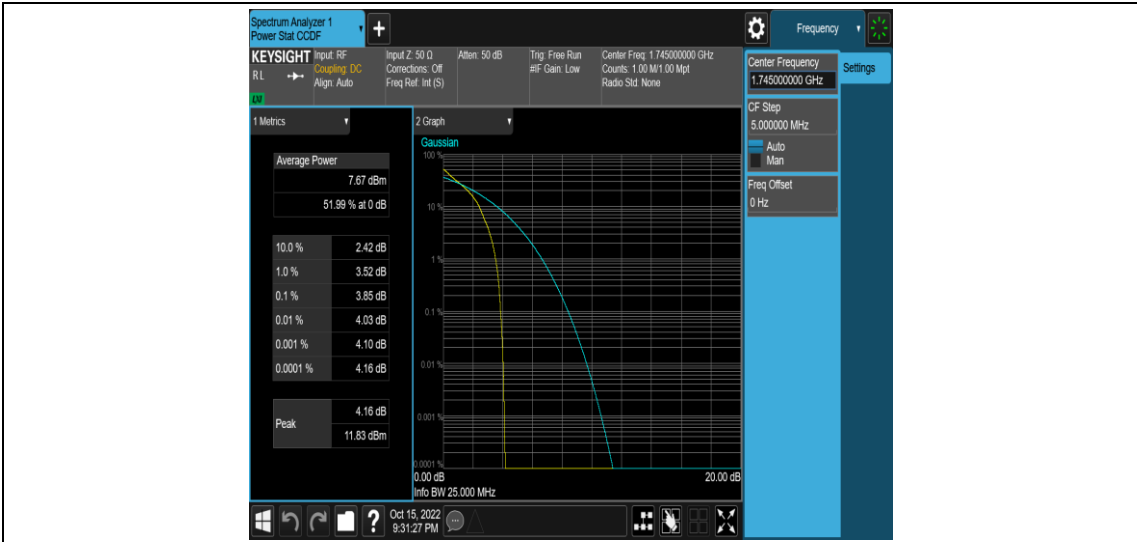 Spectrum Analyzer 1
Power Stat CCDF
Frequency
KEYSIGHT
R L
LXI
Input: RF
Coupling: DC
Align: Auto
Input Z: 50 Ω
Corrections: Off
Freq Ref: Int (S)
Atten: 50 dB
Trig: Free Run
#IF Gain: Low
Center Freq: 1.745000000 GHz
Counts: 1.00 M/1.00 Mpt
Radio Std: None
Center Frequency
1.745000000 GHz
Settings
CF Step
5.000000 MHz
Auto
Man
Freq Offset
0 Hz
1 Metrics
Average Power
7.67 dBm
51.99 % at 0 dB
10.0 % 2.42 dB
1.0 % 3.52 dB
0.1 % 3.85 dB
0.01 % 4.03 dB
0.001 % 4.10 dB
0.0001 % 4.16 dB
Peak
4.16 dB
11.83 dBm
2 Graph
Gaussian
100 %
10 %
1 %
0.1 %
0.01 %
0.001 %
0.0001 %
0.00 dB 20.00 dB
Info BW 25.000 MHz
?
Oct 15, 2022
9:31:27 PM